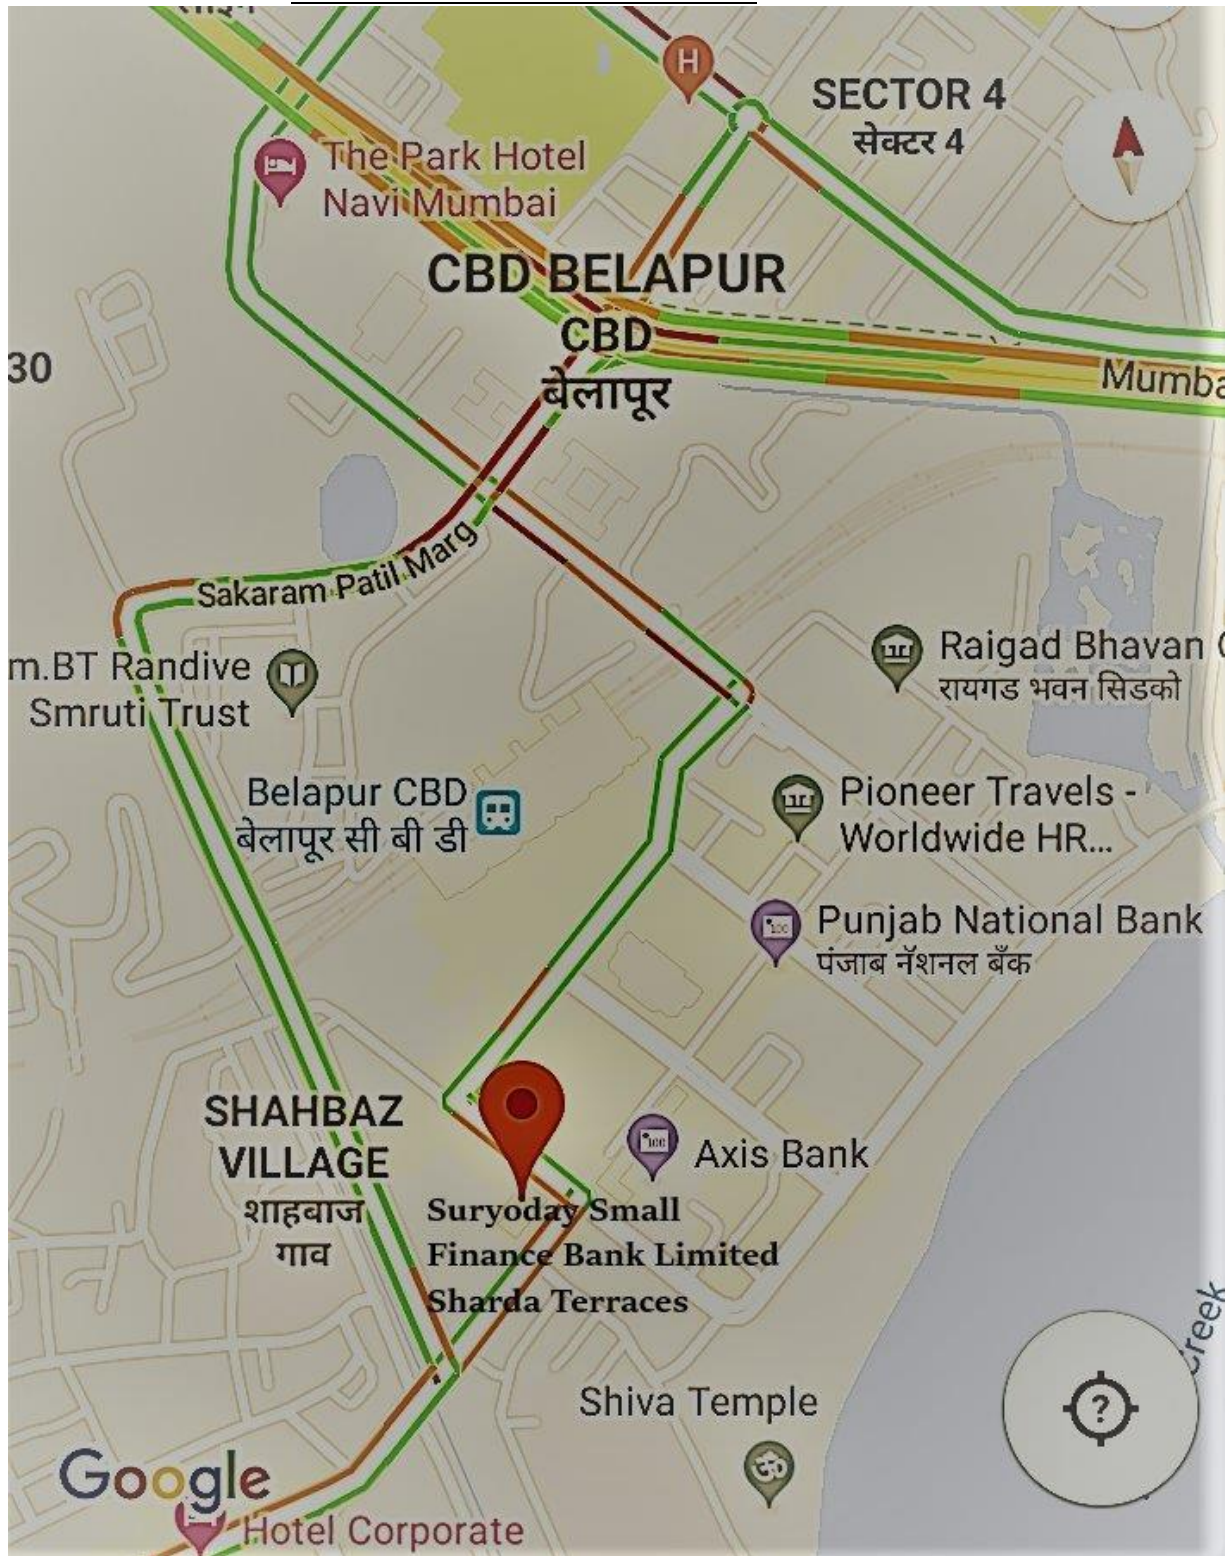 SECTOR 4
सेक्टर 4
H
The Park Hotel
Navi Mumbai
CBD BELAPUR
CBD
बेलापूर
30
Mumba
Sakaram Patil Marg
m.BT Randive
Smruti Trust
Raigad Bhavan C
रायगड भवन सिडको
Belapur CBD
बेलापूर सी बी डी
Pioneer Travels -
Worldwide HR...
Punjab National Bank
पंजाब नॅशनल बँक
SHAHBAZ
VILLAGE
शाहबाज
गाव
Axis Bank
Suryoday Small
Finance Bank Limited
Sharda Terraces
Creek
?
Shiva Temple
ॐ
Google
Hotel Corporate